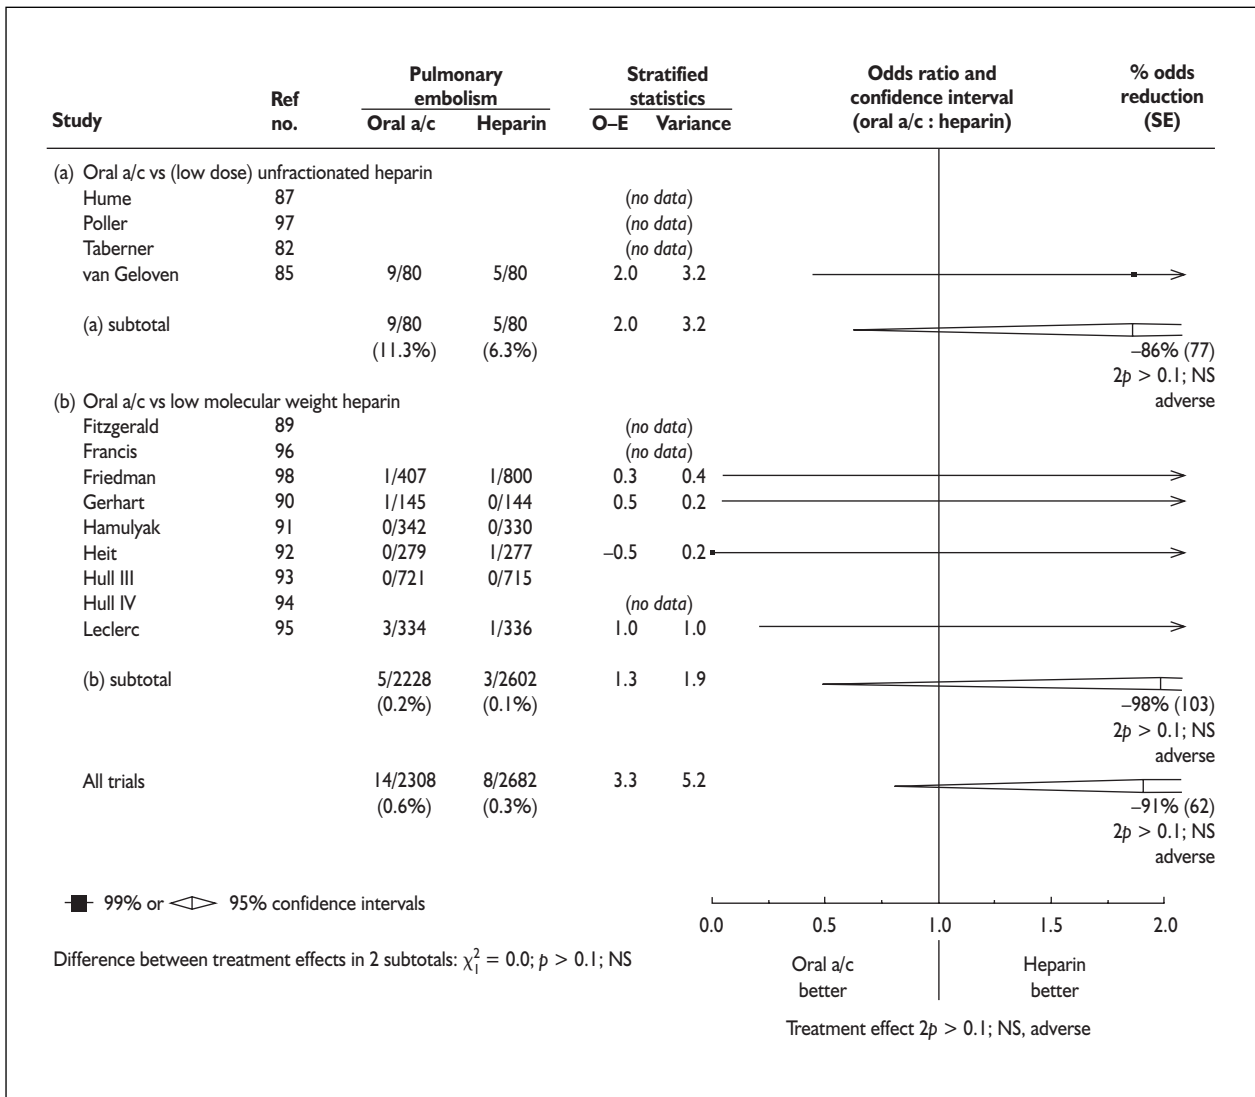 Pulmonary Stratified Odds ratio and % odds
Ref embolism statistics confidence interval reduction
Study no. Oral a/c Heparin O–E Variance (oral a/c : heparin) (SE)
(a) Oral a/c vs (low dose) unfractionated heparin
Hume 87 (no data)
Poller 97 (no data)
Taberner 82 (no data)
van Geloven 85 9/80 5/80 2.0 3.2
(a) subtotal 9/80 5/80 2.0 3.2
(11.3%) (6.3%) –86% (77)
2p > 0.1; NS
adverse
(b) Oral a/c vs low molecular weight heparin
Fitzgerald 89 (no data)
Francis 96 (no data)
Friedman 98 1/407 1/800 0.3 0.4
Gerhart 90 1/145 0/144 0.5 0.2
Hamulyak 91 0/342 0/330
Heit 92 0/279 1/277 –0.5 0.2
Hull III 93 0/721 0/715
Hull IV 94 (no data)
Leclerc 95 3/334 1/336 1.0 1.0
(b) subtotal 5/2228 3/2602 1.3 1.9
(0.2%) (0.1%) –98% (103)
2p > 0.1; NS
adverse
All trials 14/2308 8/2682 3.3 5.2
(0.6%) (0.3%) –91% (62)
2p > 0.1; NS
adverse
99% or 95% confidence intervals
0.0 0.5 1.0 1.5 2.0
Difference between treatment effects in 2 subtotals: χ²₁ = 0.0; p > 0.1; NS
Oral a/c Heparin
better better
Treatment effect 2p > 0.1; NS, adverse